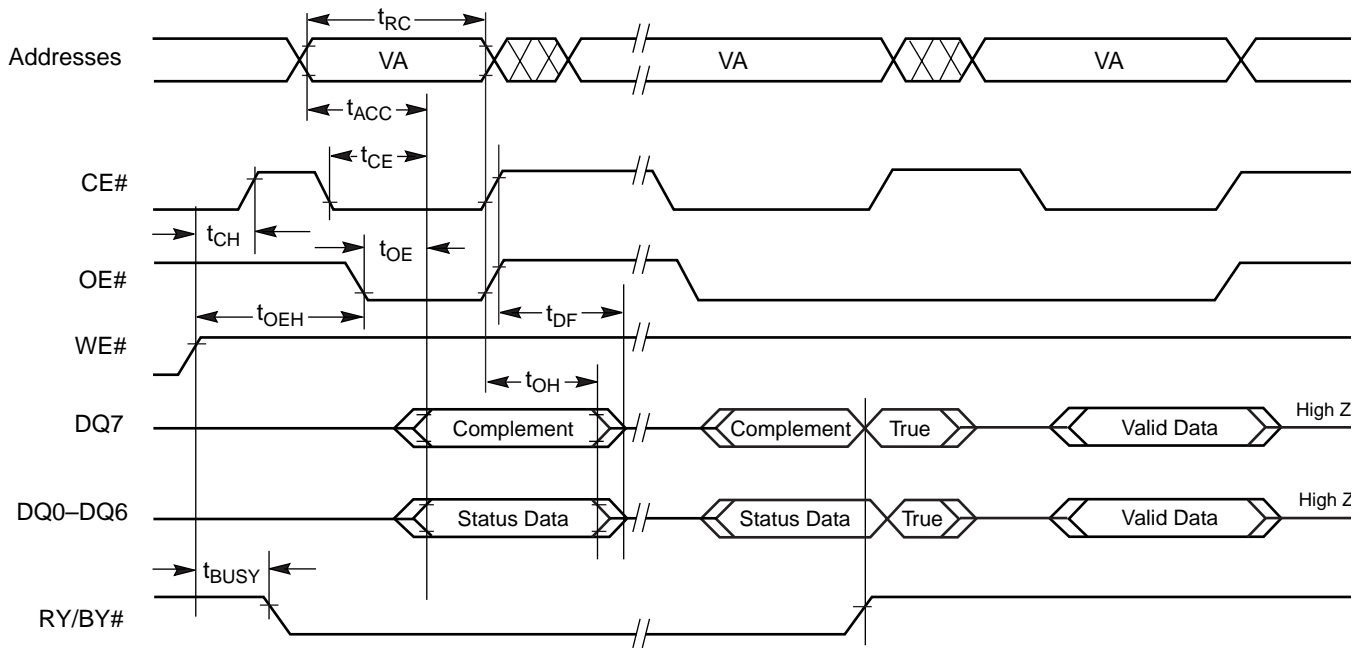 tRC
Addresses VA VA VA
tACC
tCE
CE#
tCH tOE
OE#
tOEH tDF
WE#
tOH
DQ7 Complement Complement True Valid Data High Z
DQ0–DQ6 Status Data Status Data True Valid Data High Z
tBUSY
RY/BY#